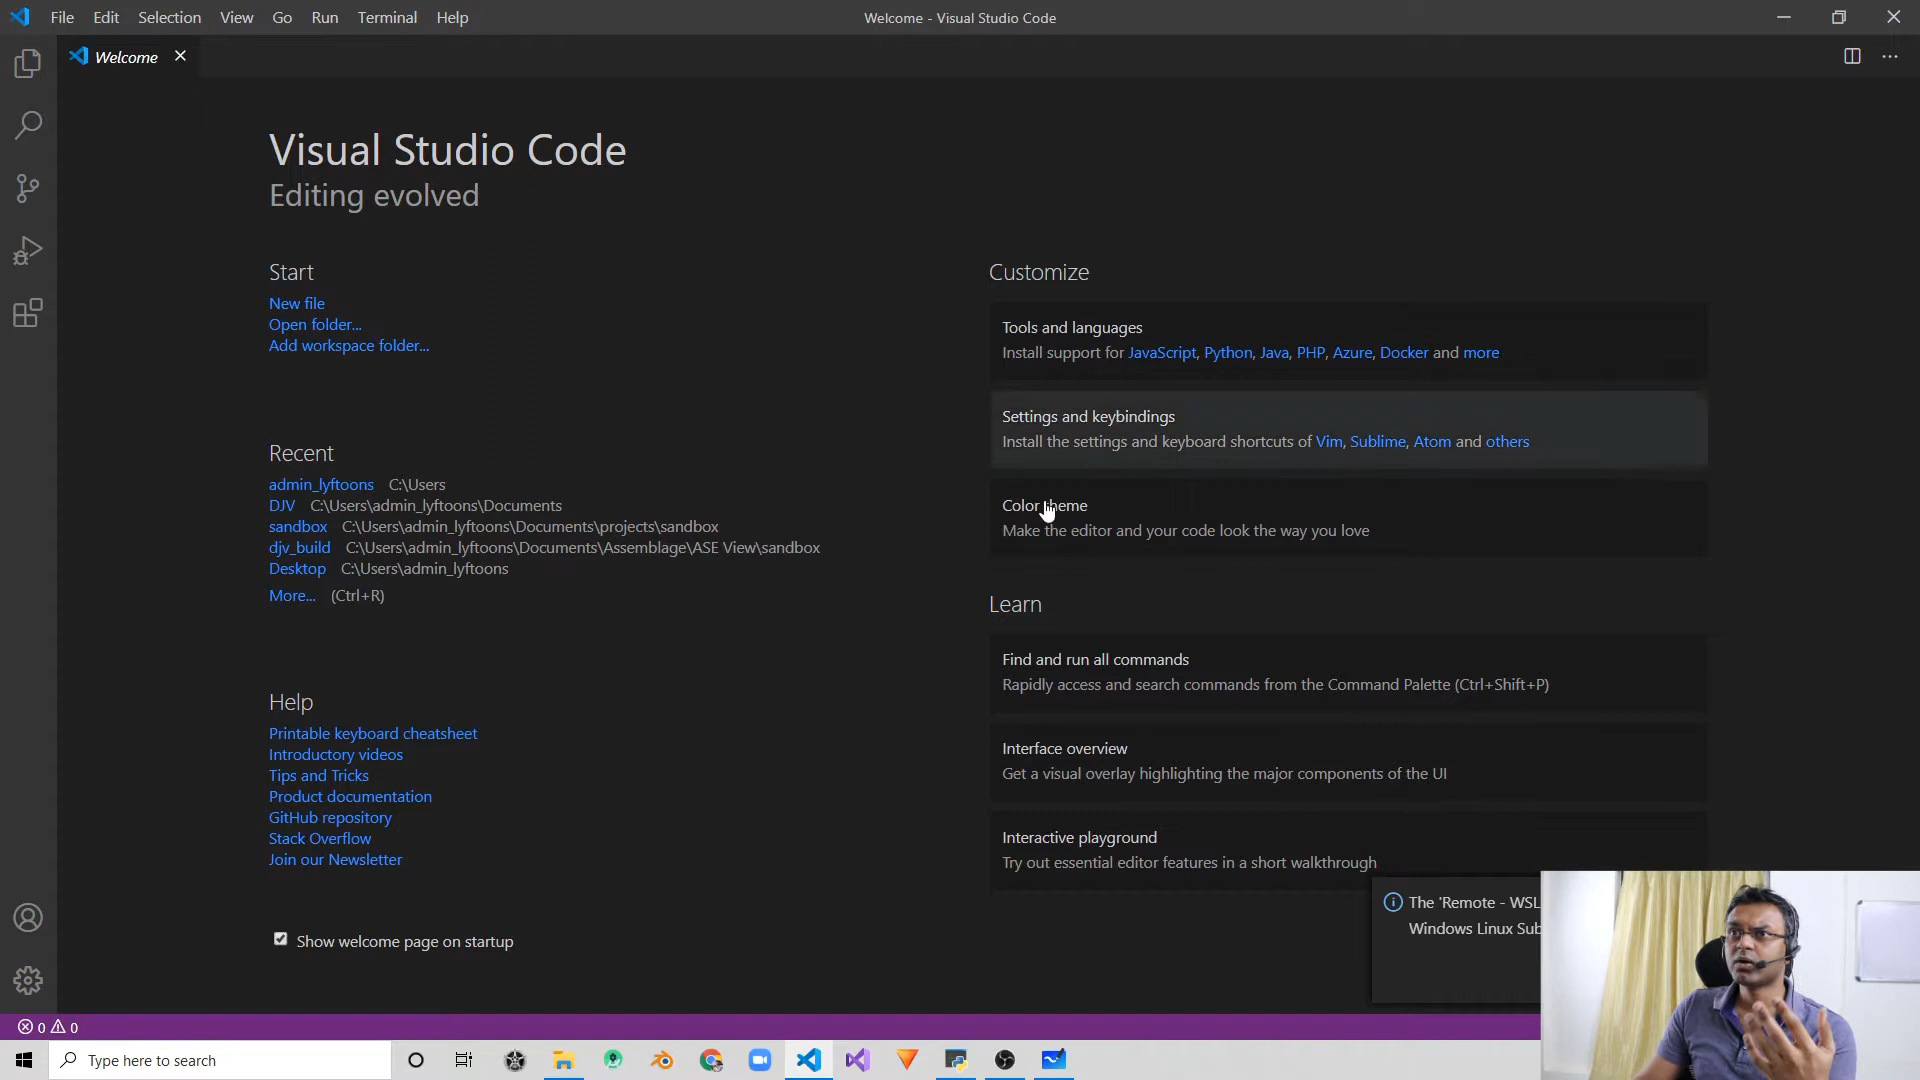 File Edit Selection View Go Run Terminal Help
Welcome - Visual Studio Code
Welcome
Visual Studio Code
Editing evolved
Start
New file
Open folder...
Add workspace folder...
Recent
admin_lyftoons C:\Users
DJV C:\Users\admin_lyftoons\Documents
sandbox C:\Users\admin_lyftoons\Documents\projects\sandbox
djv_build C:\Users\admin_lyftoons\Documents\Assemblage\ASE View\sandbox
Desktop C:\Users\admin_lyftoons
More... (Ctrl+R)
Help
Printable keyboard cheatsheet
Introductory videos
Tips and Tricks
Product documentation
GitHub repository
Stack Overflow
Join our Newsletter
Show welcome page on startup
Customize
Tools and languages
Install support for JavaScript, Python, Java, PHP, Azure, Docker and more
Settings and keybindings
Install the settings and keyboard shortcuts of Vim, Sublime, Atom and others
Color theme
Make the editor and your code look the way you love
Learn
Find and run all commands
Rapidly access and search commands from the Command Palette (Ctrl+Shift+P)
Interface overview
Get a visual overlay highlighting the major components of the UI
Interactive playground
Try out essential editor features in a short walkthrough
The 'Remote - WSL
Windows Linux Sub
0 0
Type here to search